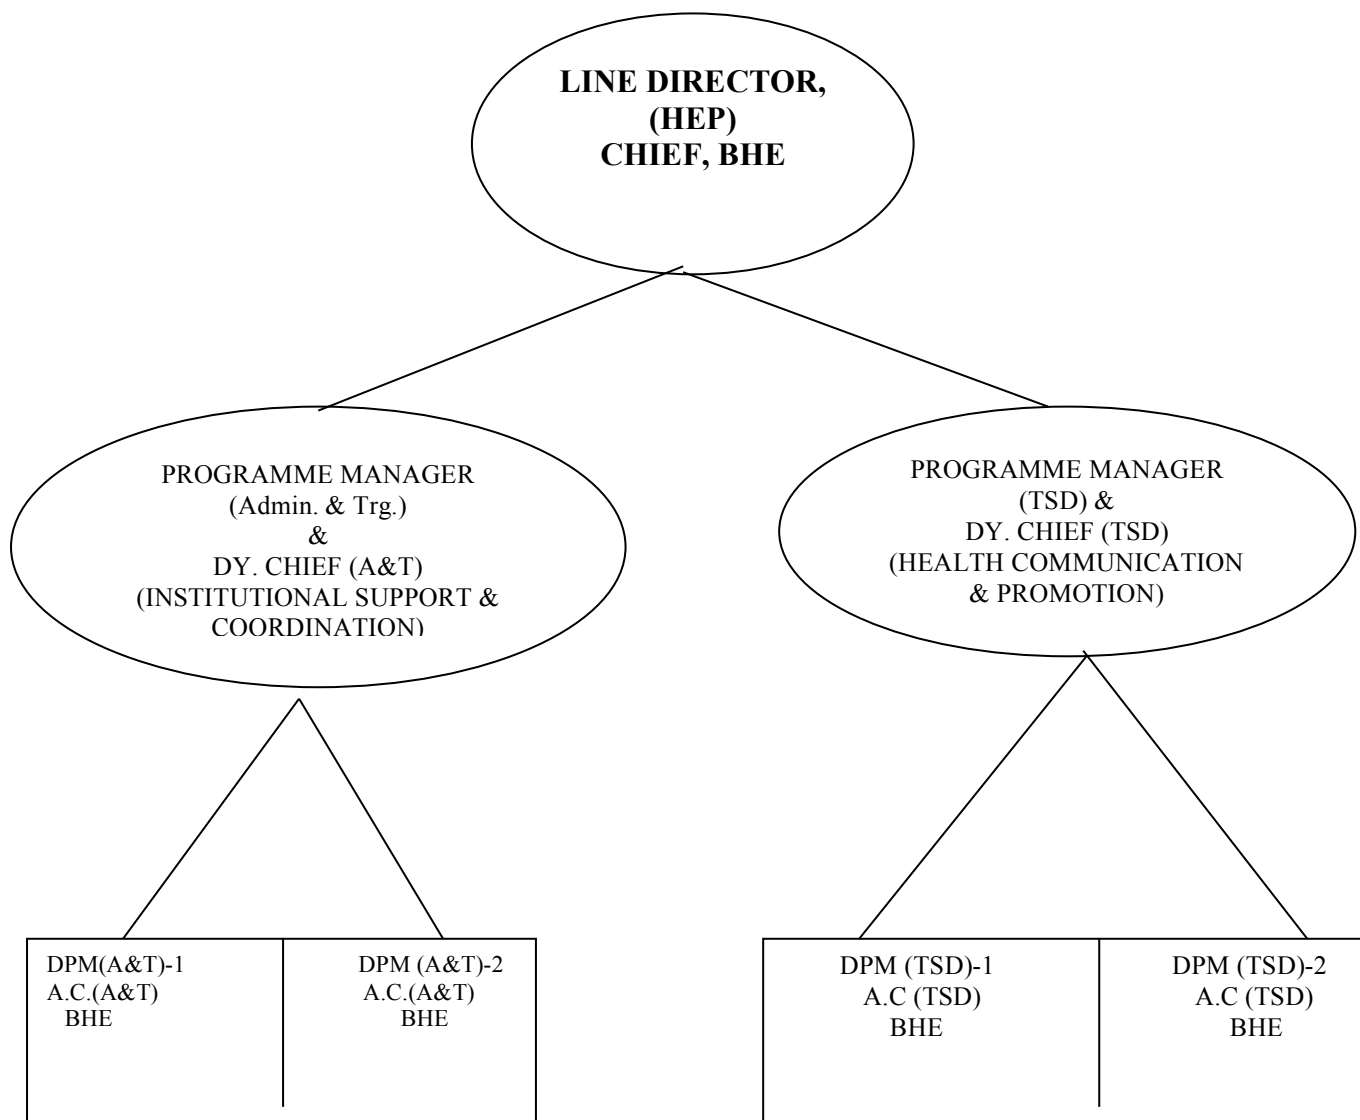 LINE DIRECTOR,
(HEP)
CHIEF, BHE
PROGRAMME MANAGER
(Admin. & Trg.)
&
DY. CHIEF (A&T)
(INSTITUTIONAL SUPPORT &
COORDINATION)
PROGRAMME MANAGER
(TSD) &
DY. CHIEF (TSD)
(HEALTH COMMUNICATION
& PROMOTION)
DPM(A&T)-1
A.C.(A&T)
BHE
DPM (A&T)-2
A.C.(A&T)
BHE
DPM (TSD)-1
A.C (TSD)
BHE
DPM (TSD)-2
A.C (TSD)
BHE